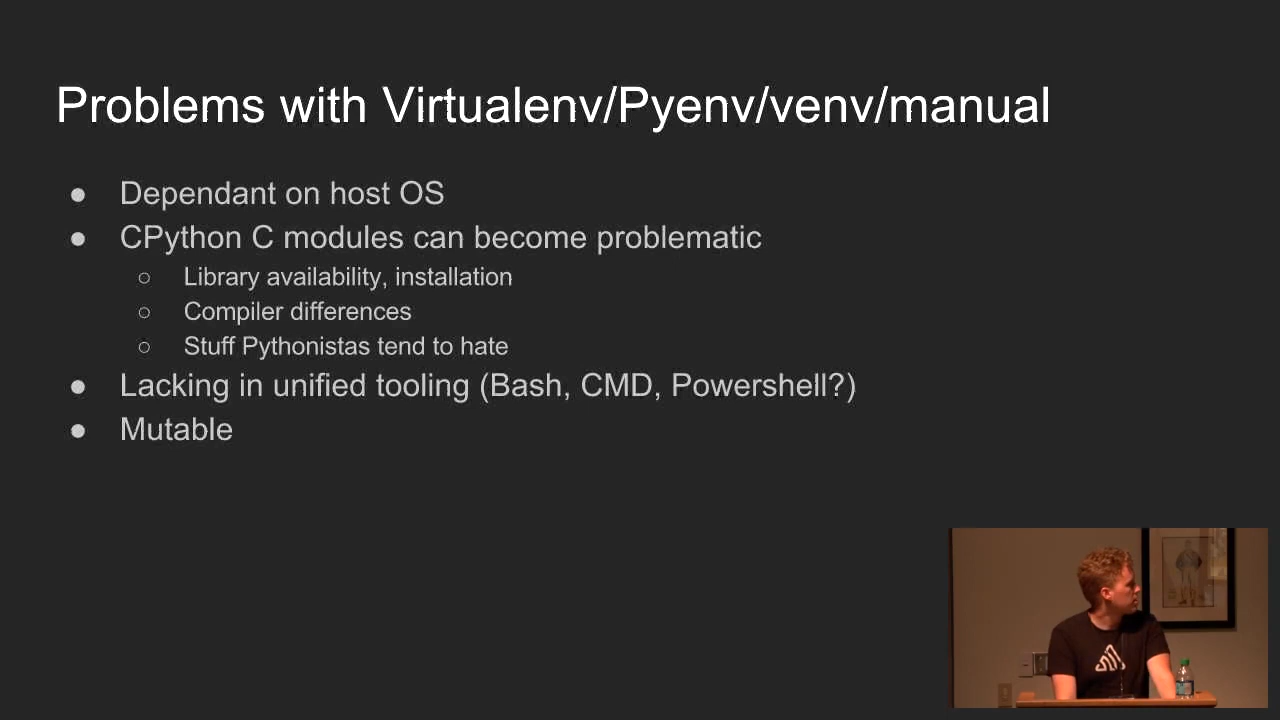 Problems with Virtualenv/Pyenv/venv/manual
● Dependant on host OS
● CPython C modules can become problematic
○ Library availability, installation
○ Compiler differences
○ Stuff Pythonistas tend to hate
● Lacking in unified tooling (Bash, CMD, Powershell?)
● Mutable